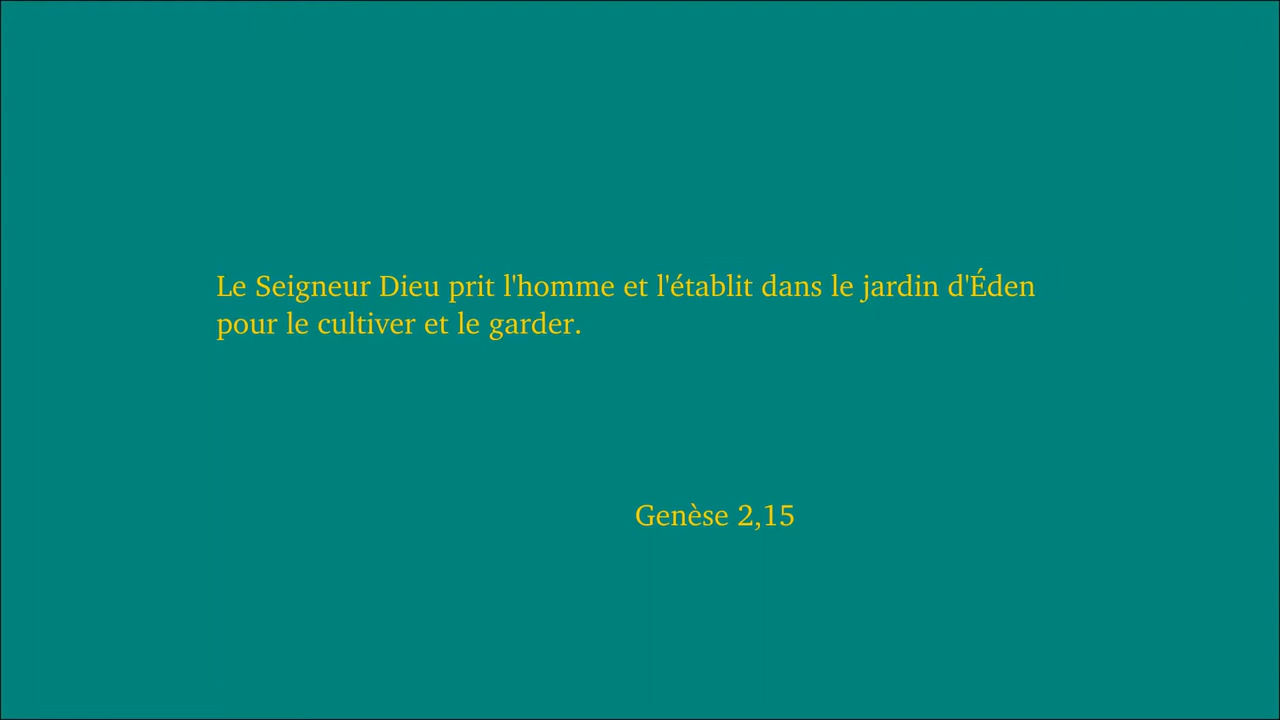 Le Seigneur Dieu prit l'homme et l'établit dans le jardin d'Éden
pour le cultiver et le garder.
Genèse 2,15